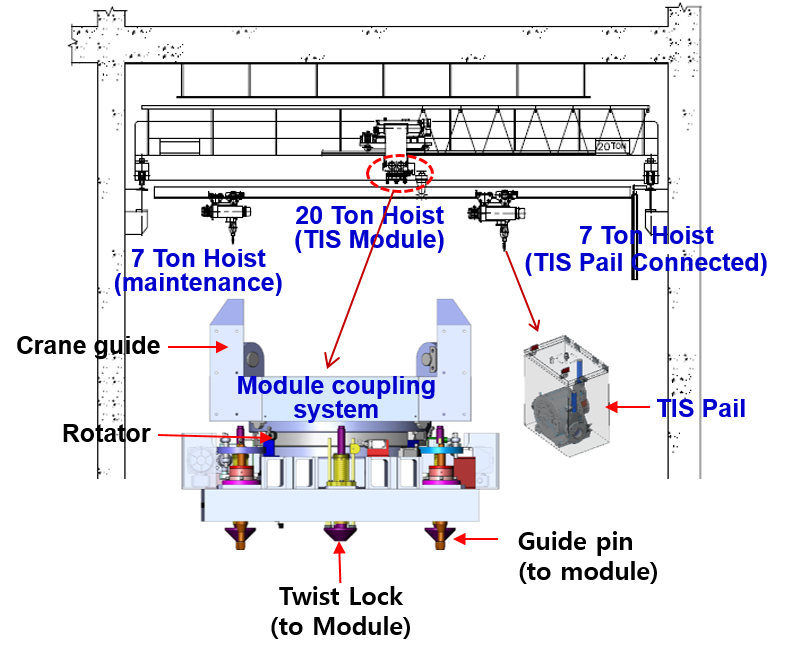 20 TON
20 Ton Hoist
(TIS Module)
7 Ton Hoist
(maintenance)
7 Ton Hoist
(TIS Pail Connected)
Crane guide
Module coupling
system
TIS Pail
Rotator
Guide pin
(to module)
Twist Lock
(to Module)